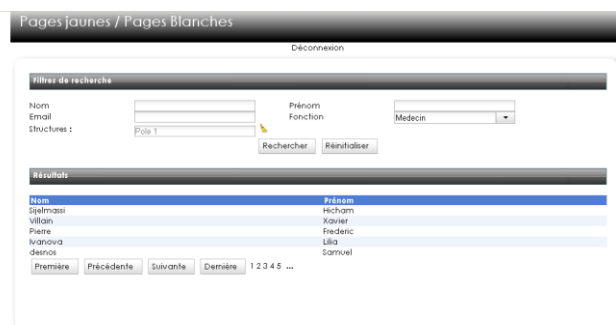 Pages jaunes / Pages Blanches
Déconnexion
Filtres de recherche
Nom Prénom
Email Fonction Medecin
Structures : Pole 1
Rechercher Réinitialiser
Résultats
Nom Prénom
Sijelmassi Hicham
Villain Xavier
Pierre Frederic
Ivanova Lilia
desnos Samuel
Première Précédente Suivante Dernière 1 2 3 4 5 ...